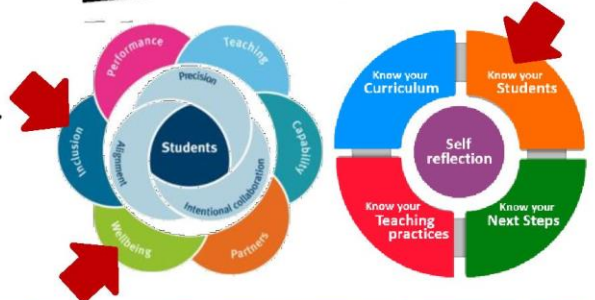 Performance
Teaching
Precision
Inclusion
Alignment
Students
Capability
Intentional collaboration
Wellbeing
Partners
Know your
Curriculum
Know your
Students
Self
reflection
Know your
Teaching
practices
Know your
Next Steps